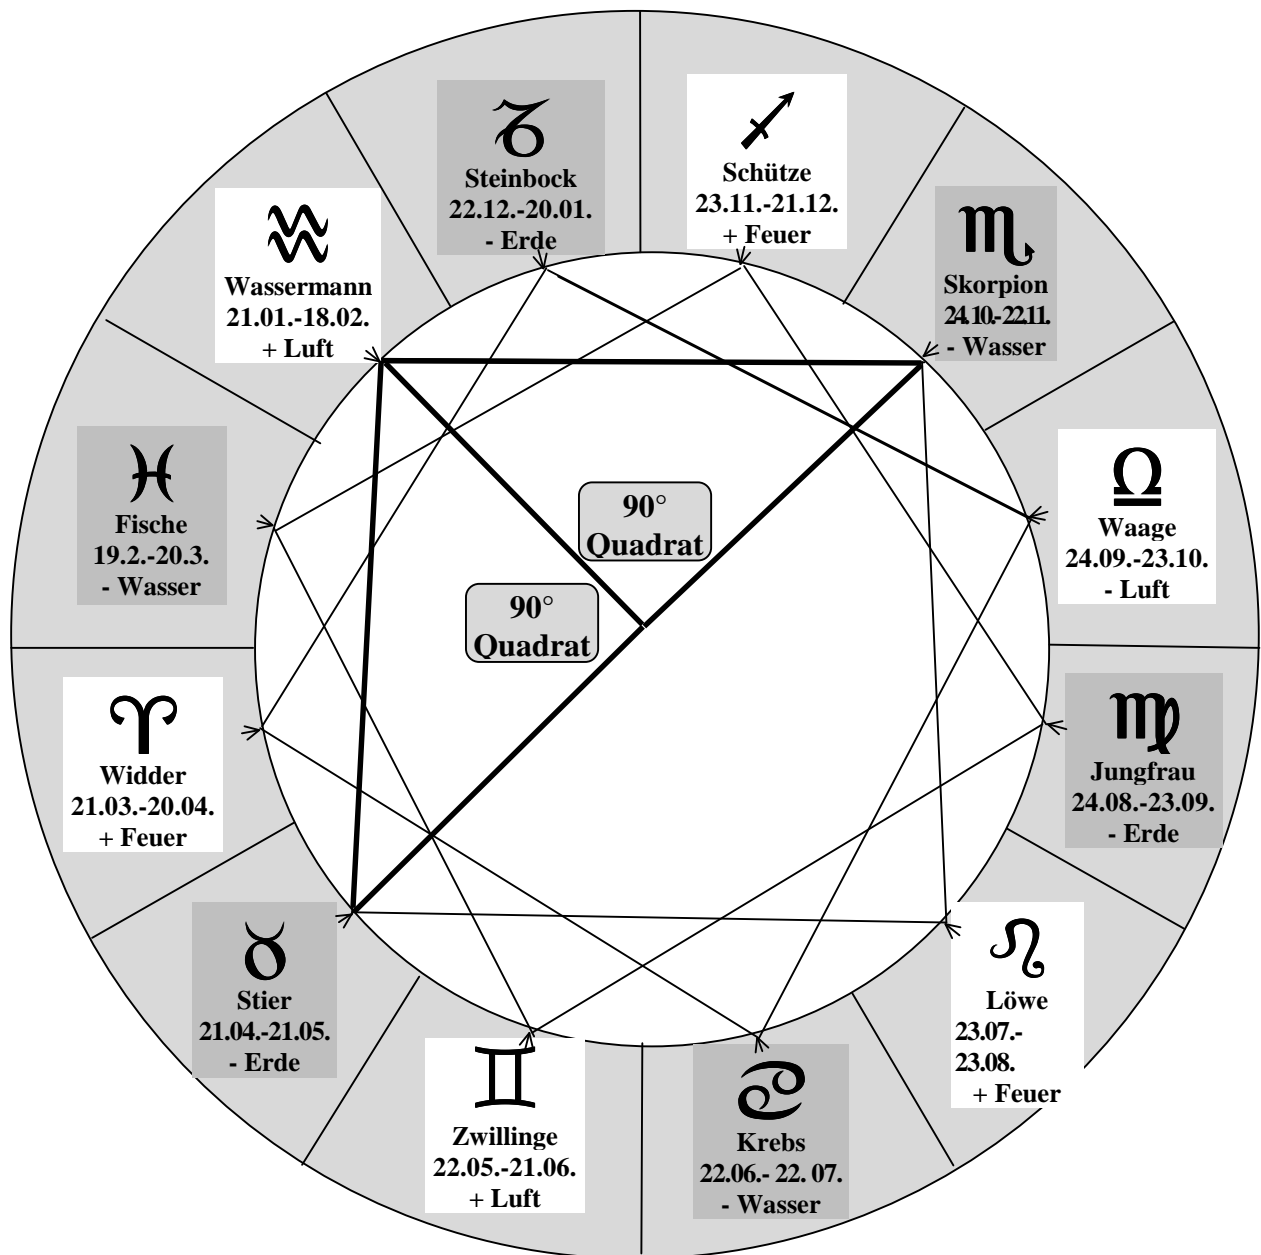 Steinbock
22.12.-20.01.
- Erde
Schütze
23.11.-21.12.
+ Feuer
Wassermann
21.01.-18.02.
+ Luft
Skorpion
24.10.-22.11.
- Wasser
Fische
19.2.-20.3.
- Wasser
90°
Quadrat
Waage
24.09.-23.10.
- Luft
90°
Quadrat
Widder
21.03.-20.04.
+ Feuer
Jungfrau
24.08.-23.09.
- Erde
Stier
21.04.-21.05.
- Erde
Löwe
23.07.-
23.08.
+ Feuer
Zwillinge
22.05.-21.06.
+ Luft
Krebs
22.06.- 22. 07.
- Wasser